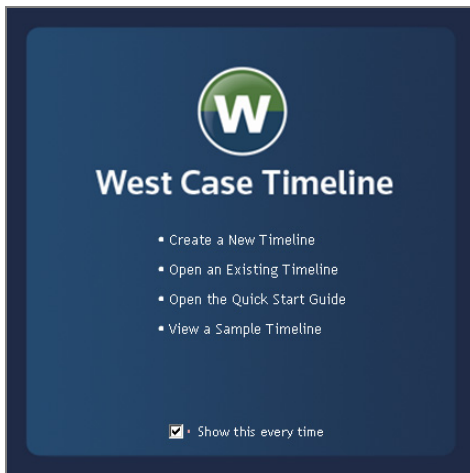 W
West Case Timeline
• Create a New Timeline
• Open an Existing Timeline
• Open the Quick Start Guide
• View a Sample Timeline
Show this every time